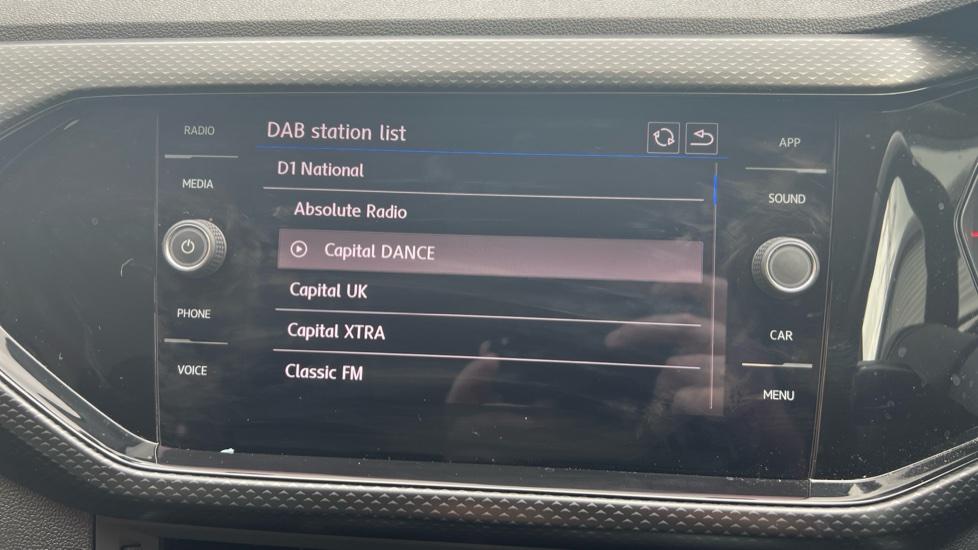 RADIO
MEDIA
PHONE
VOICE
DAB station list
D1 National
Absolute Radio
Capital DANCE
Capital UK
Capital XTRA
Classic FM
APP
SOUND
CAR
MENU